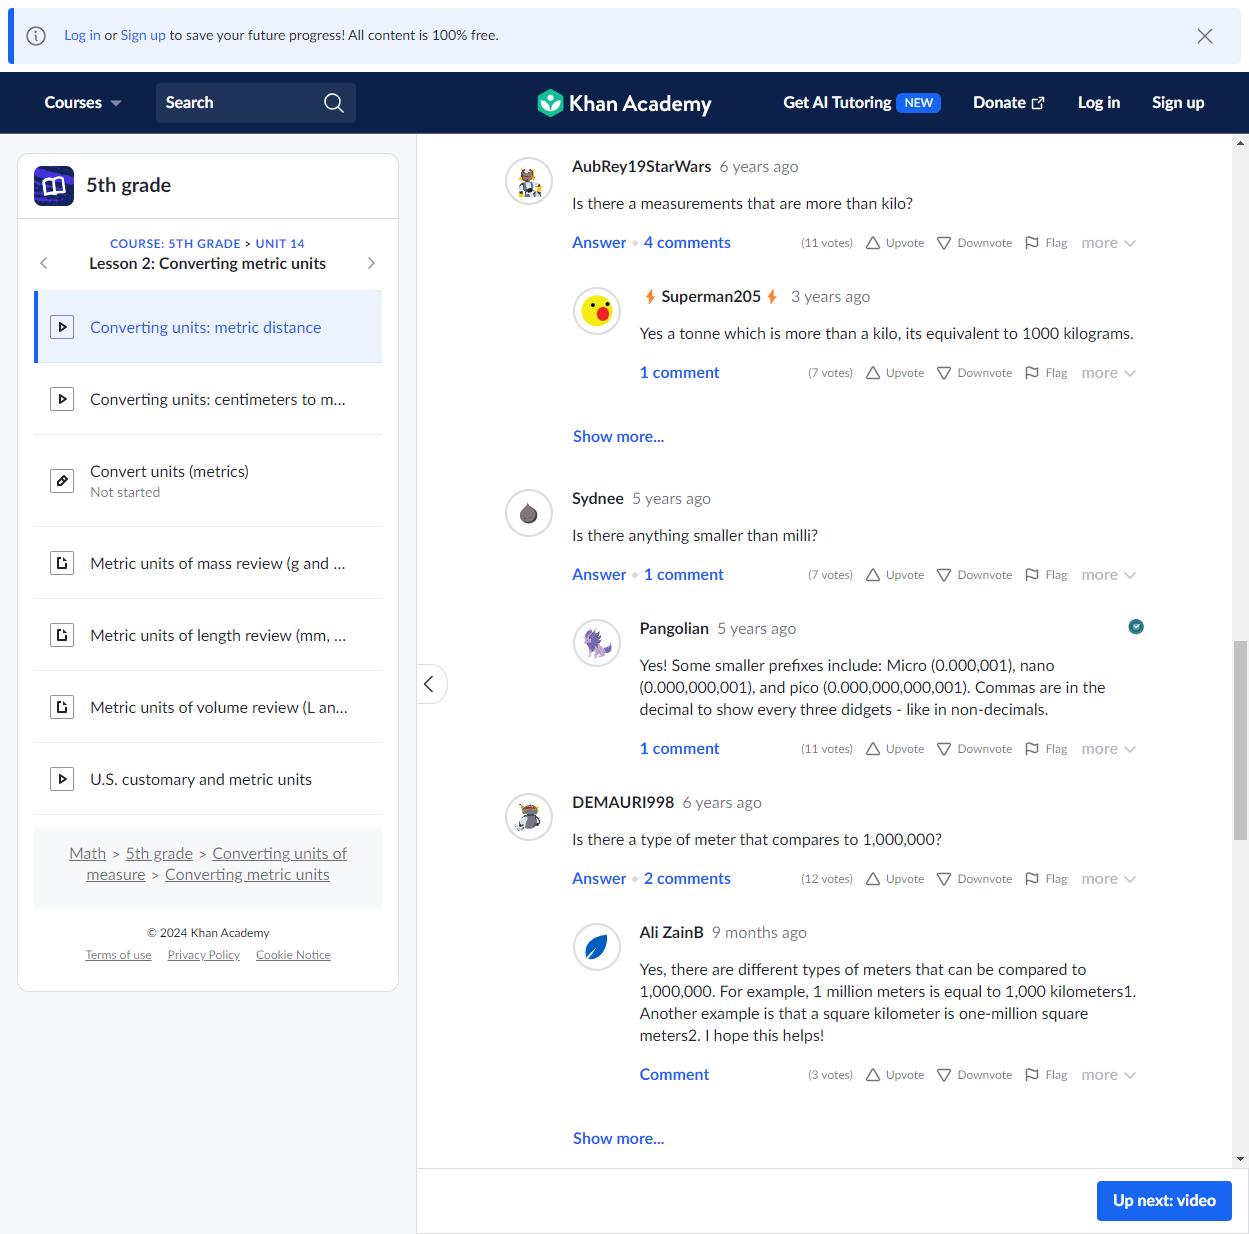 Log in or Sign up to save your future progress! All content is 100% free.
Courses
Search
Khan Academy
Get AI Tutoring NEW
Donate
Log in
Sign up
5th grade
COURSE: 5TH GRADE > UNIT 14
Lesson 2: Converting metric units
Converting units: metric distance
Converting units: centimeters to m...
Convert units (metrics)
Not started
Metric units of mass review (g and ...
Metric units of length review (mm, ...
Metric units of volume review (L an...
U.S. customary and metric units
Math > 5th grade > Converting units of
measure > Converting metric units
© 2024 Khan Academy
Terms of use Privacy Policy Cookie Notice
AubRey19StarWars 6 years ago
Is there a measurements that are more than kilo?
Answer • 4 comments (11 votes) Upvote Downvote Flag more
Superman205 3 years ago
Yes a tonne which is more than a kilo, its equivalent to 1000 kilograms.
1 comment (7 votes) Upvote Downvote Flag more
Show more...
Sydnee 5 years ago
Is there anything smaller than milli?
Answer • 1 comment (7 votes) Upvote Downvote Flag more
Pangolian 5 years ago
Yes! Some smaller prefixes include: Micro (0.000,001), nano
(0.000,000,001), and pico (0.000,000,000,001). Commas are in the
decimal to show every three didgets - like in non-decimals.
1 comment (11 votes) Upvote Downvote Flag more
DEMAURI998 6 years ago
Is there a type of meter that compares to 1,000,000?
Answer • 2 comments (12 votes) Upvote Downvote Flag more
Ali ZainB 9 months ago
Yes, there are different types of meters that can be compared to
1,000,000. For example, 1 million meters is equal to 1,000 kilometers1.
Another example is that a square kilometer is one-million square
meters2. I hope this helps!
Comment (3 votes) Upvote Downvote Flag more
Show more...
Up next: video